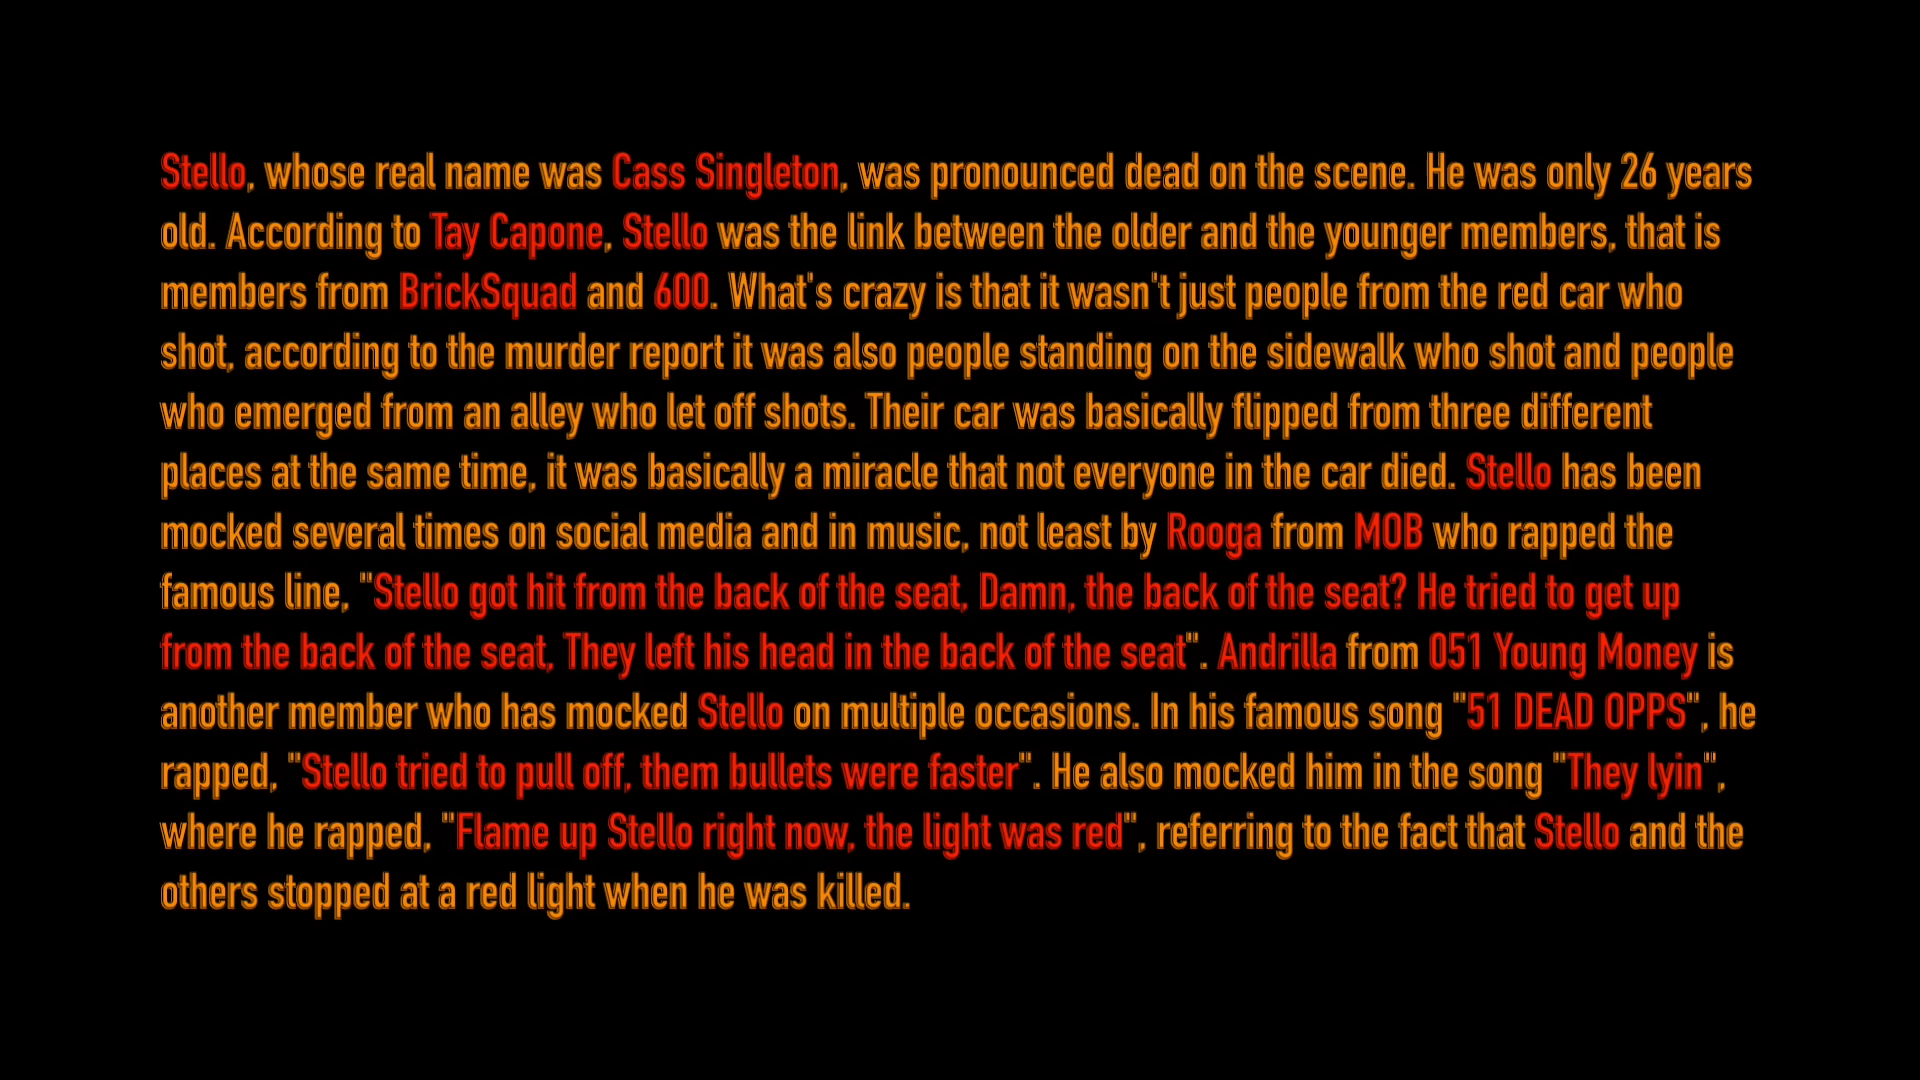 Stello, whose real name was Cass Singleton, was pronounced dead on the scene. He was only 26 years
old. According to Tay Capone, Stello was the link between the older and the younger members, that is
members from BrickSquad and 600. What's crazy is that it wasn't just people from the red car who
shot, according to the murder report it was also people standing on the sidewalk who shot and people
who emerged from an alley who let off shots. Their car was basically flipped from three different
places at the same time, it was basically a miracle that not everyone in the car died. Stello has been
mocked several times on social media and in music, not least by Rooga from MOB who rapped the
famous line, "Stello got hit from the back of the seat, Damn, the back of the seat? He tried to get up
from the back of the seat, They left his head in the back of the seat". Andrilla from 051 Young Money is
another member who has mocked Stello on multiple occasions. In his famous song "51 DEAD OPPS", he
rapped, "Stello tried to pull off, them bullets were faster". He also mocked him in the song "They lyin",
where he rapped, "Flame up Stello right now, the light was red", referring to the fact that Stello and the
others stopped at a red light when he was killed.